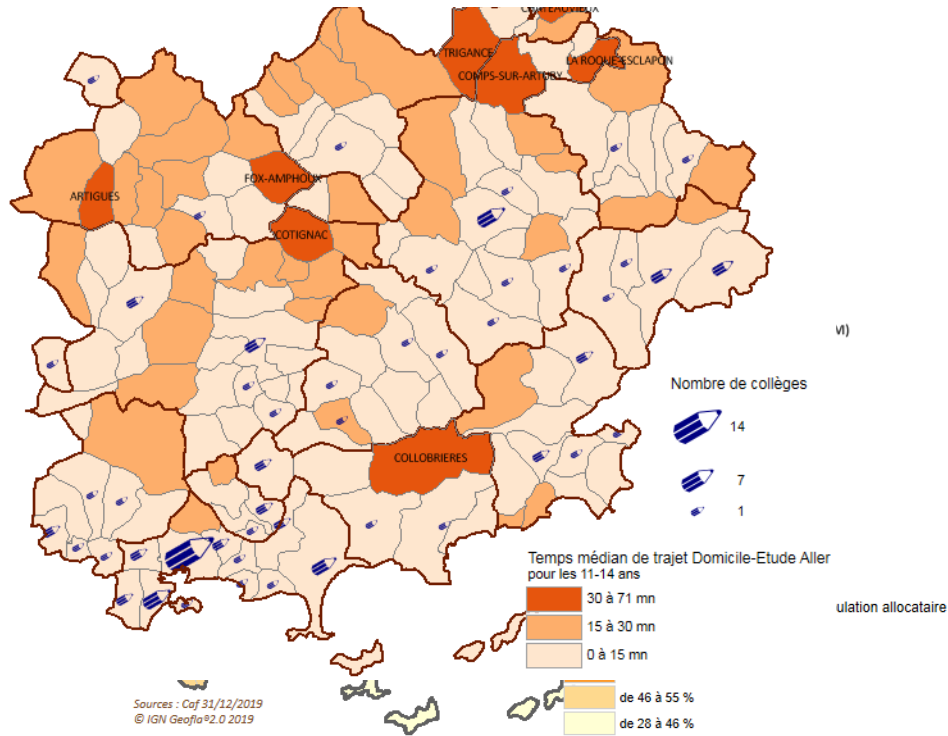 TRIGANCE
LA ROQUE-ESCLAPON
COMPS-SUR-ARTUBY
FOX-AMPHOUX
ARTIGUES
COTIGNAC
COLLOBRIERES
Nombre de collèges
14
7
1
Temps médian de trajet Domicile-Etude Aller
pour les 11-14 ans
30 à 71 mn
15 à 30 mn
0 à 15 mn
ulation allocataire
de 46 à 55 %
de 28 à 46 %
Sources : Caf 31/12/2019
© IGN Geofla®2.0 2019